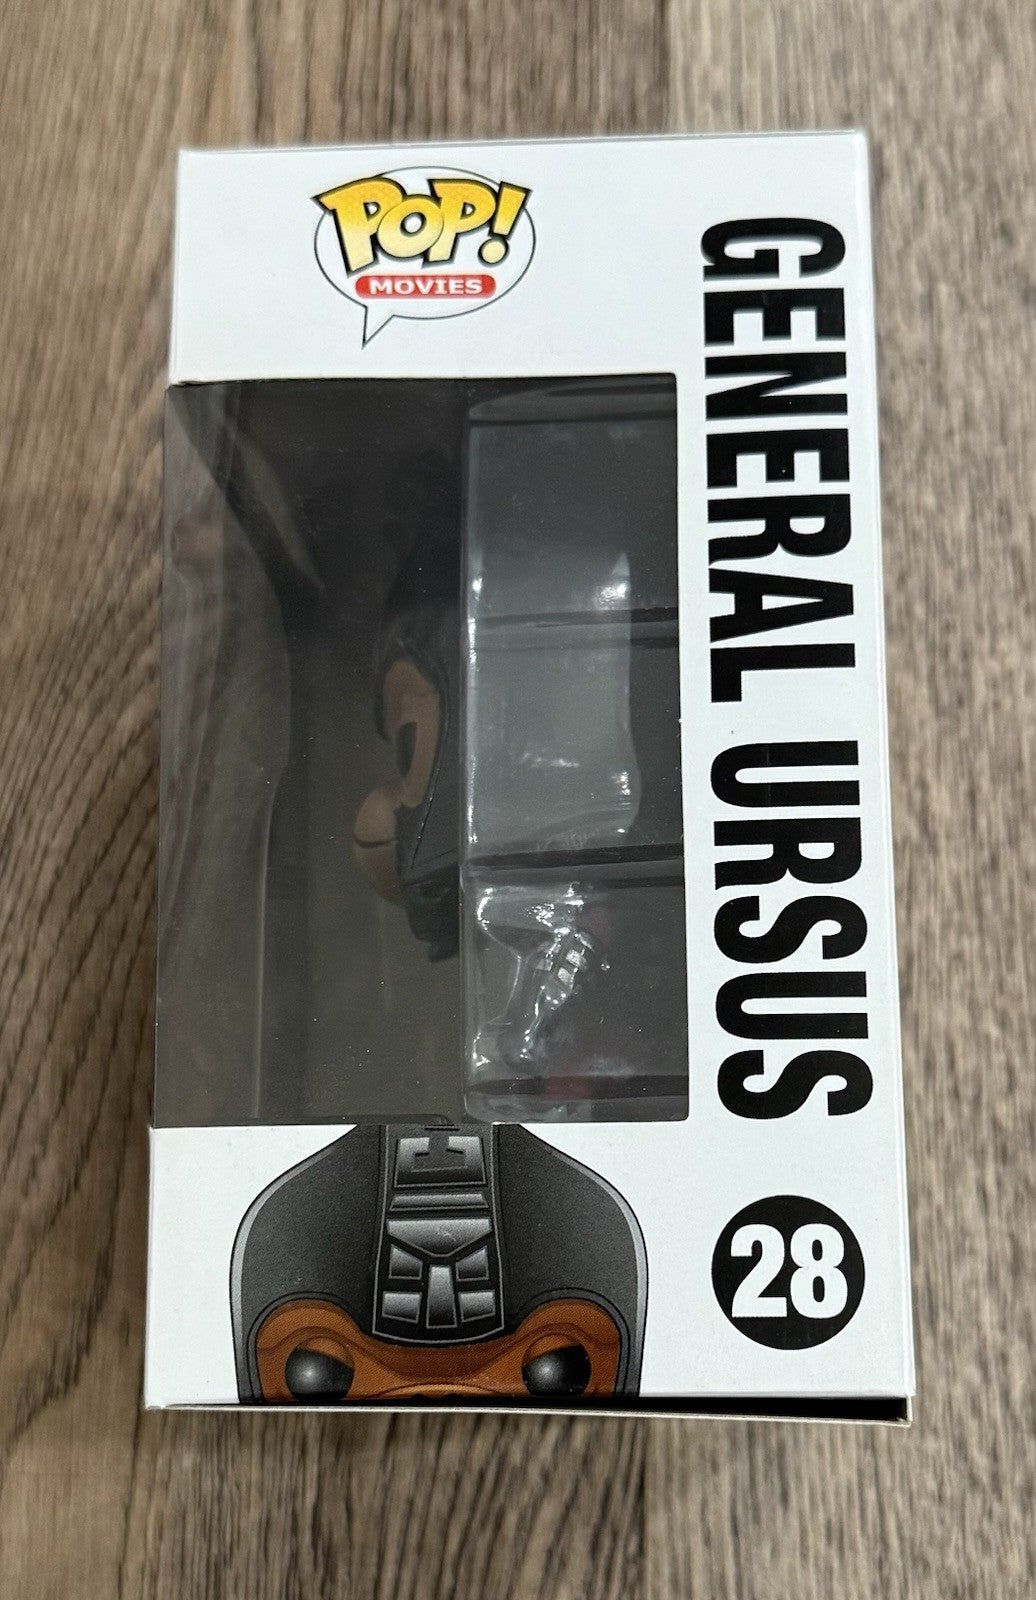 POP!
MOVIES
GENERAL URSUS
28